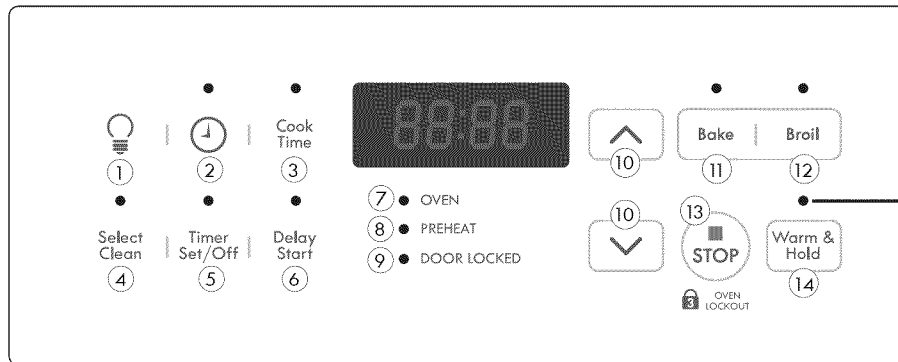 88:88
Cook
Time
1
2
3
Select
Clean
4
Timer
Set/Off
5
Delay
Start
6
7 OVEN
8 PREHEAT
9 DOOR LOCKED
10
10
Bake
11
Broil
12
13
STOP
3 OVEN
LOCKOUT
Warm &
Hold
14